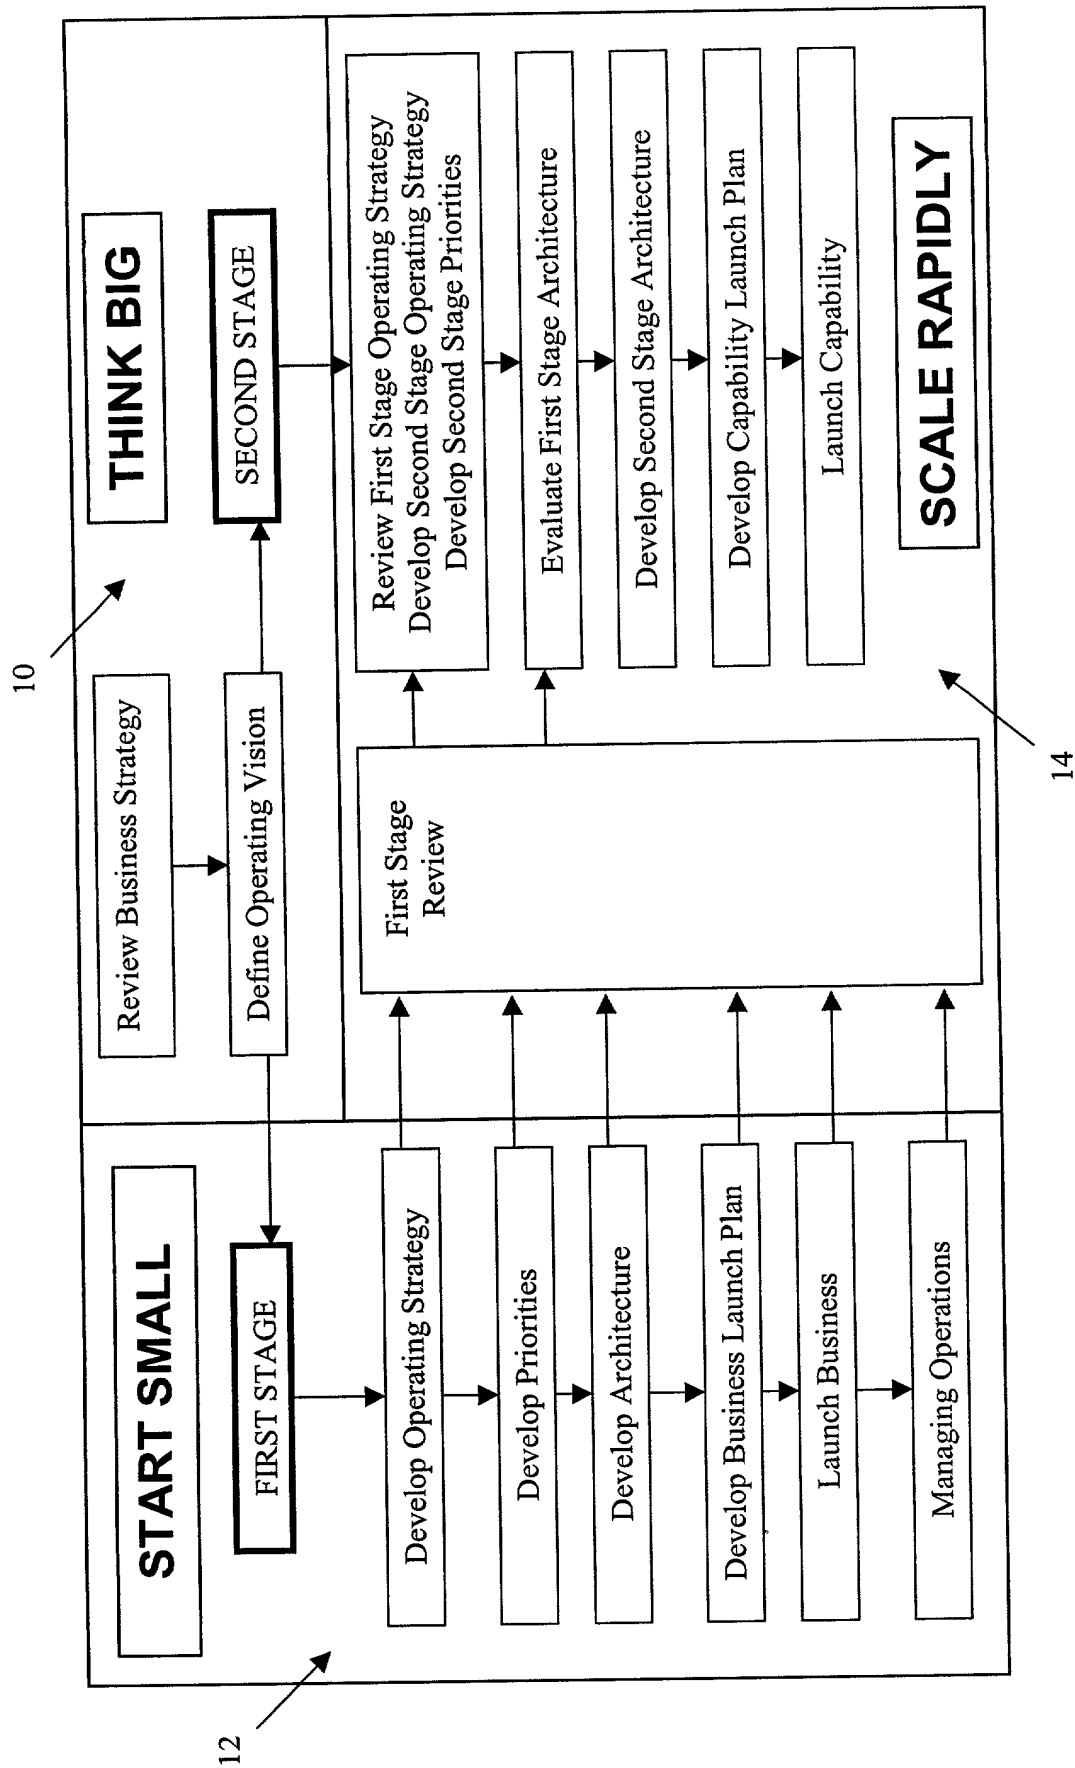 START SMALL
THINK BIG
10
Review Business Strategy
Define Operating Vision
FIRST STAGE
SECOND STAGE
Develop Operating Strategy
Develop Priorities
Develop Architecture
Develop Business Launch Plan
Launch Business
Managing Operations
12
First Stage
Review
Review First Stage Operating Strategy
Develop Second Stage Operating Strategy
Develop Second Stage Priorities
Evaluate First Stage Architecture
Develop Second Stage Architecture
Develop Capability Launch Plan
Launch Capability
SCALE RAPIDLY
14